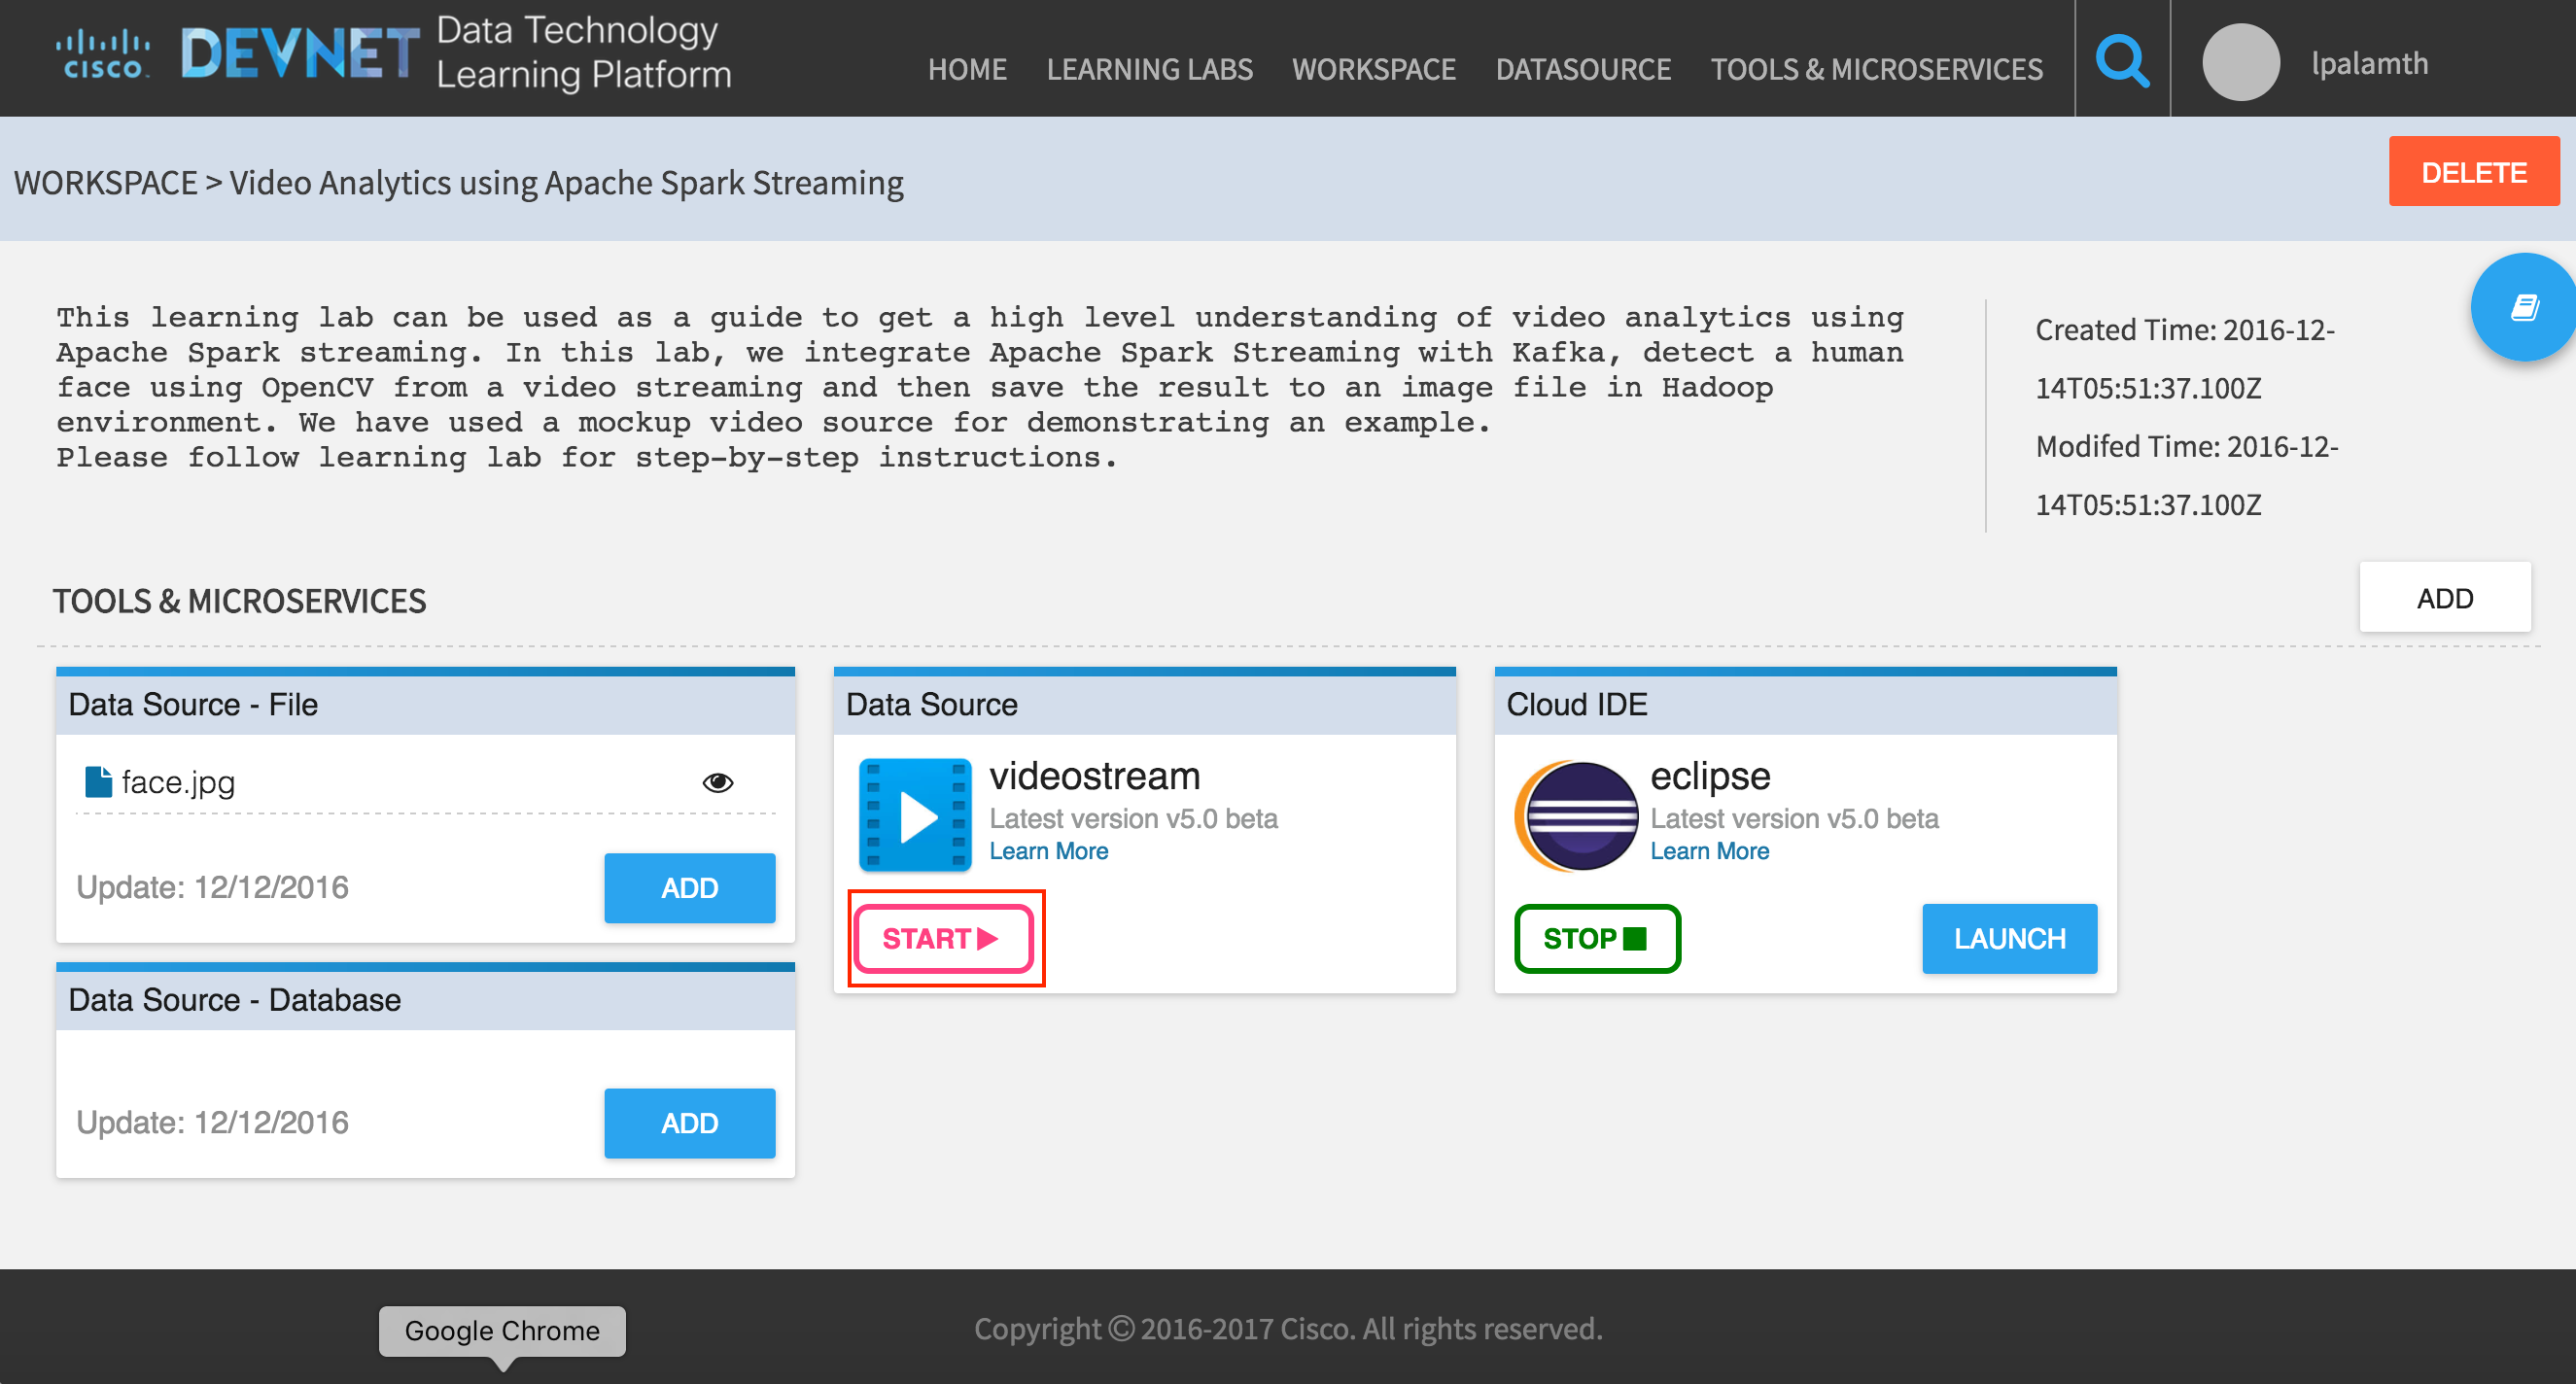 CISCO.
DEVNET
Data Technology
Learning Platform
HOME
LEARNING LABS
WORKSPACE
DATASOURCE
TOOLS & MICROSERVICES
lpalamth
WORKSPACE > Video Analytics using Apache Spark Streaming
DELETE
This learning lab can be used as a guide to get a high level understanding of video analytics using
Apache Spark streaming. In this lab, we integrate Apache Spark Streaming with Kafka, detect a human
face using OpenCV from a video streaming and then save the result to an image file in Hadoop
environment. We have used a mockup video source for demonstrating an example.
Please follow learning lab for step-by-step instructions.
Created Time: 2016-12-
14T05:51:37.100Z
Modifed Time: 2016-12-
14T05:51:37.100Z
TOOLS & MICROSERVICES
ADD
Data Source - File
face.jpg
Update: 12/12/2016
ADD
Data Source - Database
Update: 12/12/2016
ADD
Data Source
videostream
Latest version v5.0 beta
Learn More
START
Cloud IDE
eclipse
Latest version v5.0 beta
Learn More
STOP
LAUNCH
Google Chrome
Copyright © 2016-2017 Cisco. All rights reserved.